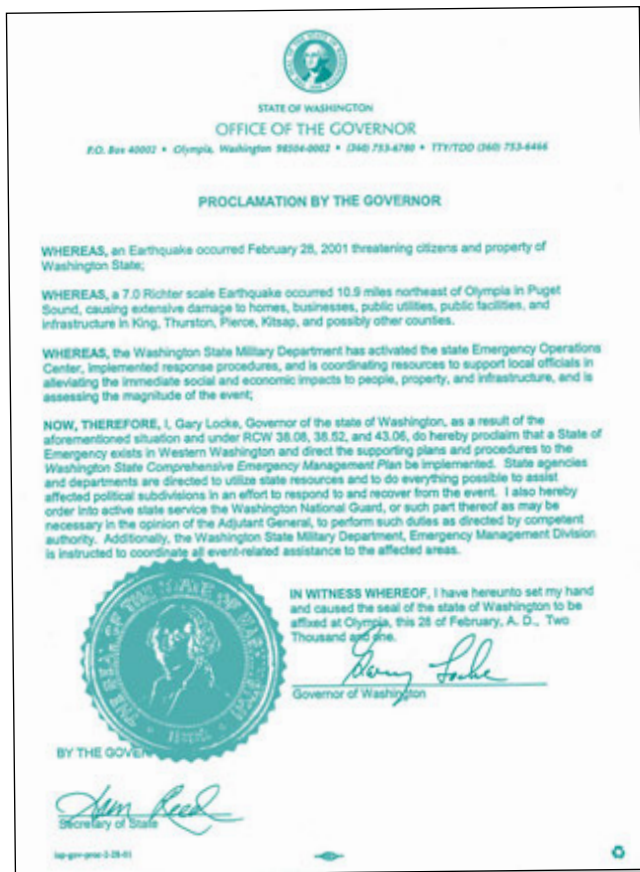 STATE OF WASHINGTON
OFFICE OF THE GOVERNOR
P.O. Box 40002 • Olympia, Washington 98504-0002 • (360) 753-6780 • TTY/TDD (360) 753-6466
PROCLAMATION BY THE GOVERNOR
WHEREAS, an Earthquake occurred February 28, 2001 threatening citizens and property of
Washington State;
WHEREAS, a 7.0 Richter scale Earthquake occurred 10.9 miles northeast of Olympia in Puget
Sound, causing extensive damage to homes, businesses, public utilities, public facilities, and
infrastructure in King, Thurston, Pierce, Kitsap, and possibly other counties.
WHEREAS, the Washington State Military Department has activated the state Emergency Operations
Center, implemented response procedures, and is coordinating resources to support local officials in
alleviating the immediate social and economic impacts to people, property, and infrastructure, and is
assessing the magnitude of the event;
NOW, THEREFORE, I, Gary Locke, Governor of the state of Washington, as a result of the
aforementioned situation and under RCW 38.08, 38.52, and 43.06, do hereby proclaim that a State of
Emergency exists in Western Washington and direct the supporting plans and procedures to the
Washington State Comprehensive Emergency Management Plan be implemented. State agencies
and departments are directed to utilize state resources and to do everything possible to assist
affected political subdivisions in an effort to respond to and recover from the event. I also hereby
order into active state service the Washington National Guard, or such part thereof as may be
necessary in the opinion of the Adjutant General, to perform such duties as directed by competent
authority. Additionally, the Washington State Military Department, Emergency Management Division
is instructed to coordinate all event-related assistance to the affected areas.
IN WITNESS WHEREOF, I have hereunto set my hand
and caused the seal of the state of Washington to be
affixed at Olympia, this 28 of February, A. D., Two
Thousand and one.
Gary Locke
Governor of Washington
THE SEAL OF THE STATE OF WASHINGTON
1889
BY THE GOVER
Sam Reed
Secretary of State